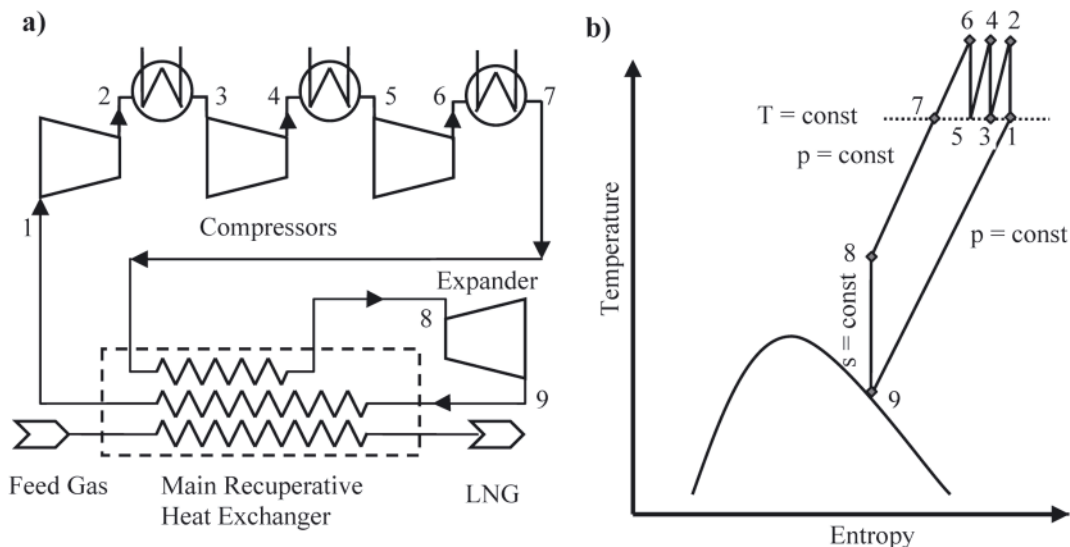 a)
2
3
4
5
6
7
1
Compressors
Expander
8
9
Feed Gas
Main Recuperative
Heat Exchanger
LNG
b)
6 4 2
7
T = const
5 3 1
p = const
p = const
8
s = const
9
Temperature
Entropy